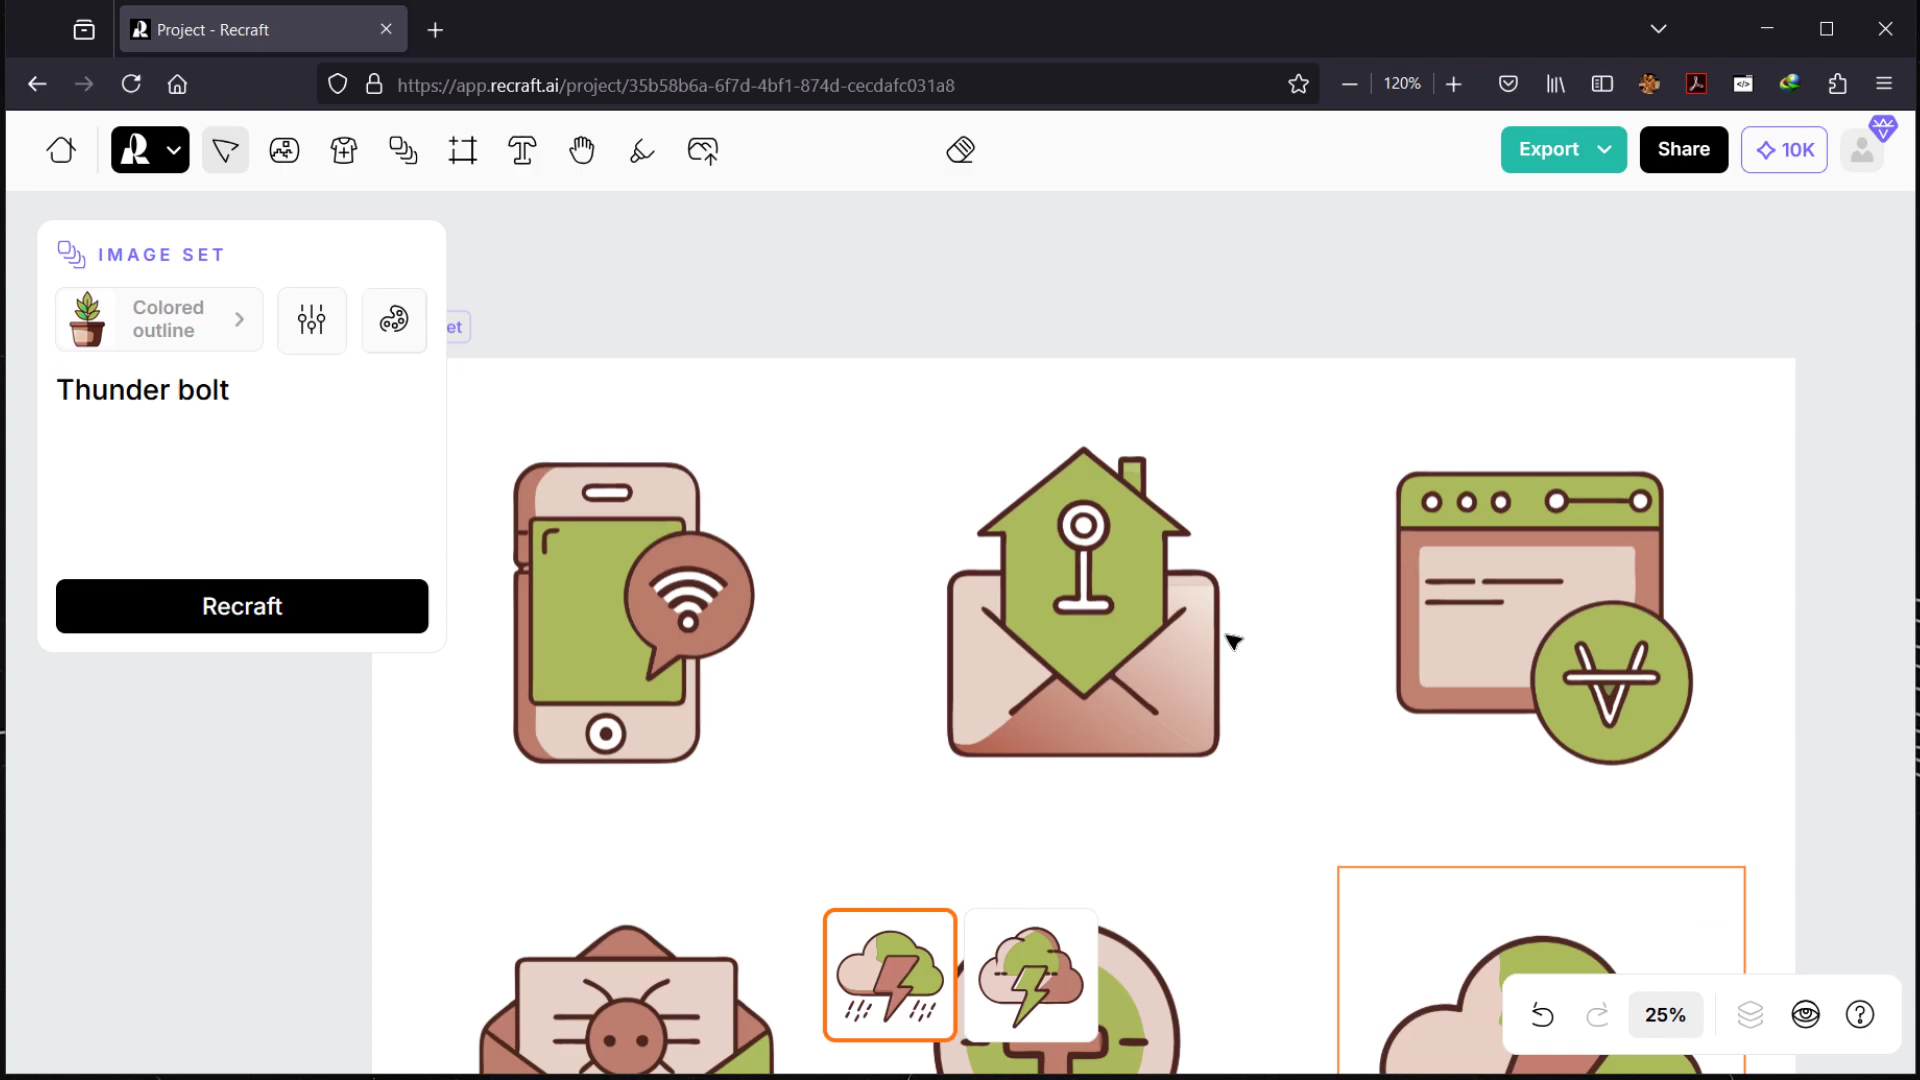 Project - Recraft
https://app.recraft.ai/project/35b58b6a-6f7d-4bf1-874d-cecdafc031a8
120%
Export
Share
10K
IMAGE SET
Colored
outline
et
Thunder bolt
Recraft
25%